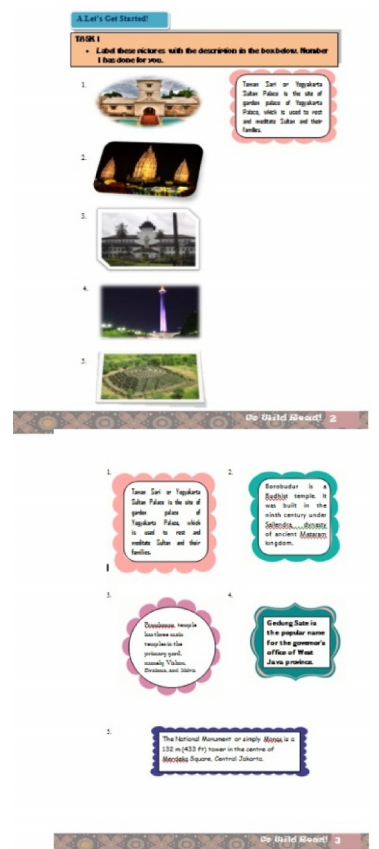 A.Let's Get Started!
TASK 1
• Label these pictures with the description in the box below. Number
1 has done for you.
1.
Taman Sari or Yogyakarta
Sultan Palace is the site of
garden palace of Yogyakarta
Palace, which is used to rest
and meditate Sultan and their
families.
2.
3.
4.
5.
Go Wild Read! 2
1.
Taman Sari or Yogyakarta
Sultan Palace is the site of
garden palace of
Yogyakarta Palace, which
is used to rest and
meditate Sultan and their
families.
2.
Borobudur is a
Budhist temple. It
was built in the
ninth century under
Sailendra dynasty
of ancient Mataram
kingdom.
3.
Prambanan temple
has three main
temples in the
primary yard,
namely Vishnu,
Brahma, and Shiva.
4.
Gedung Sate is
the popular name
for the governor's
office of West
Java province.
5.
The National Monument or simply Monas is a
132 m (433 ft) tower in the centre of
Merdeka Square, Central Jakarta.
Go Wild Read! 3